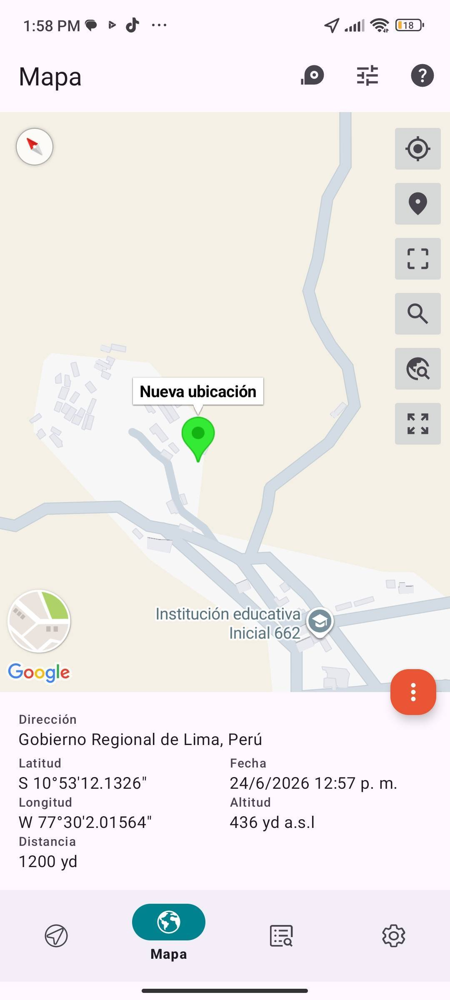 1:58 PM
18
Mapa
Nueva ubicación
Institución educativa
Inicial 662
Google
Dirección
Gobierno Regional de Lima, Perú
Latitud
Fecha
S 10°53'12.1326"
24/6/2026 12:57 p. m.
Longitud
Altitud
W 77°30'2.01564"
436 yd a.s.l
Distancia
1200 yd
Mapa